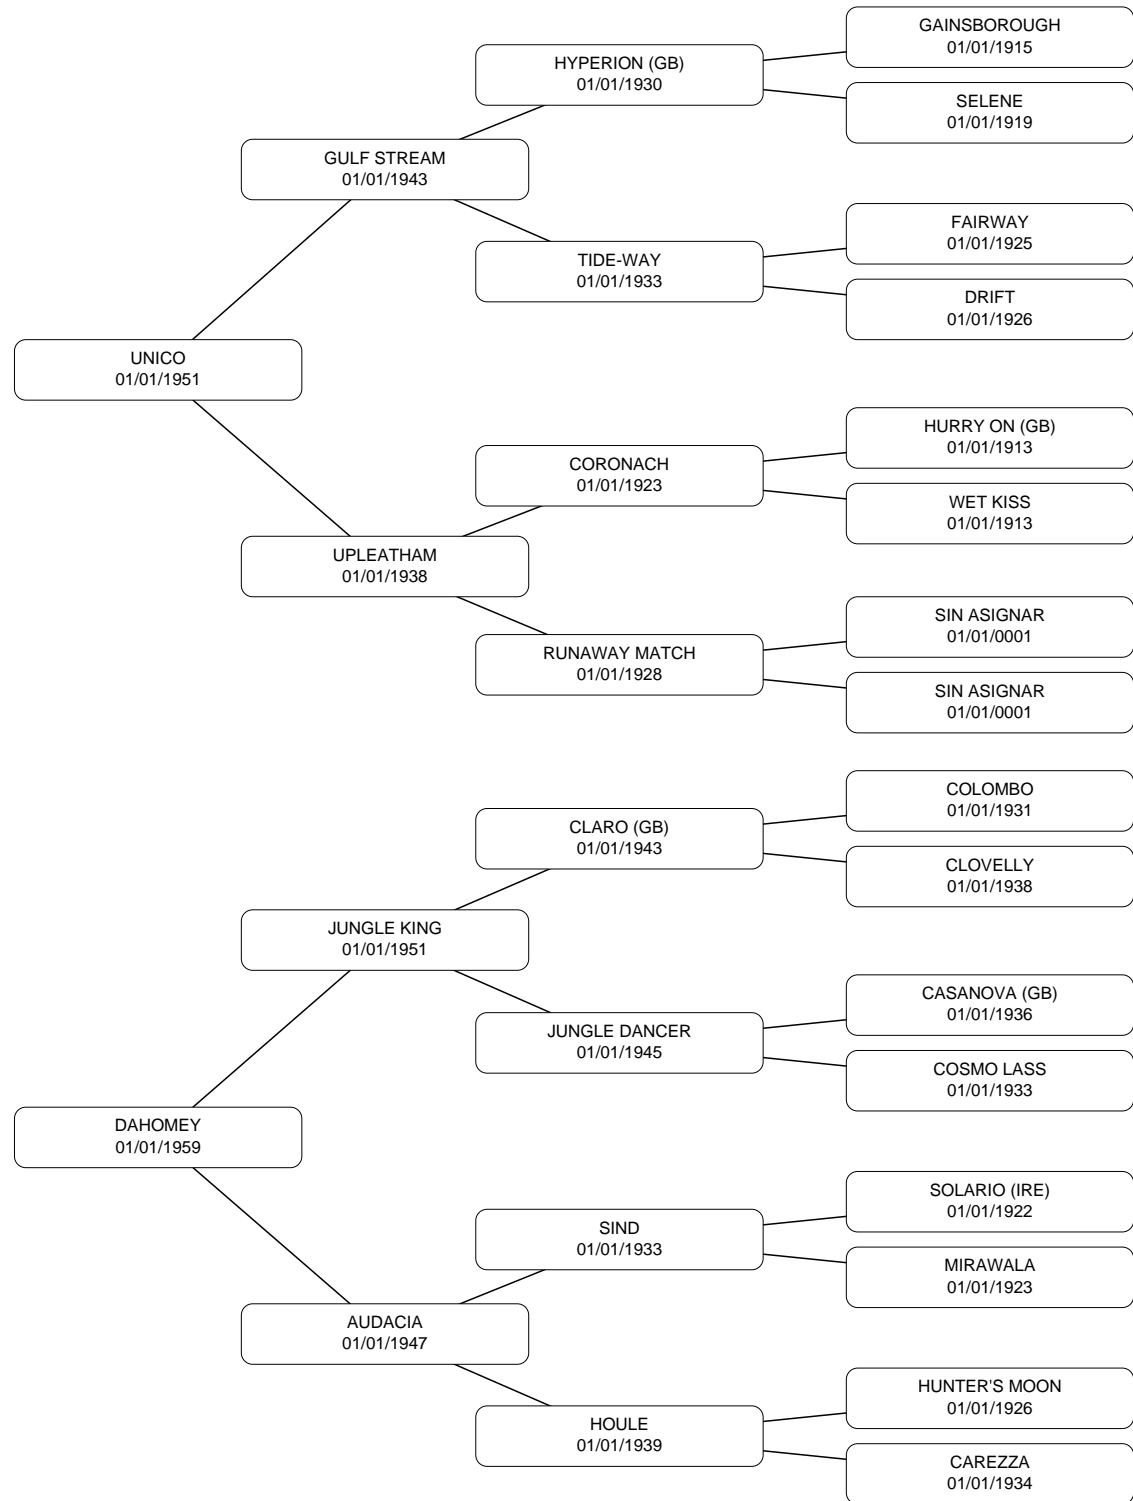 GAINSBOROUGH
01/01/1915
HYPERION (GB)
01/01/1930
SELENE
01/01/1919
GULF STREAM
01/01/1943
FAIRWAY
01/01/1925
TIDE-WAY
01/01/1933
DRIFT
01/01/1926
UNICO
01/01/1951
HURRY ON (GB)
01/01/1913
CORONACH
01/01/1923
WET KISS
01/01/1913
UPLEATHAM
01/01/1938
SIN ASIGNAR
01/01/0001
RUNAWAY MATCH
01/01/1928
SIN ASIGNAR
01/01/0001
COLOMBO
01/01/1931
CLARO (GB)
01/01/1943
CLOVELLY
01/01/1938
JUNGLE KING
01/01/1951
CASANOVA (GB)
01/01/1936
JUNGLE DANCER
01/01/1945
COSMO LASS
01/01/1933
DAHOMEY
01/01/1959
SOLARIO (IRE)
01/01/1922
SIND
01/01/1933
MIRAWALA
01/01/1923
AUDACIA
01/01/1947
HUNTER'S MOON
01/01/1926
HOULE
01/01/1939
CAREZZA
01/01/1934